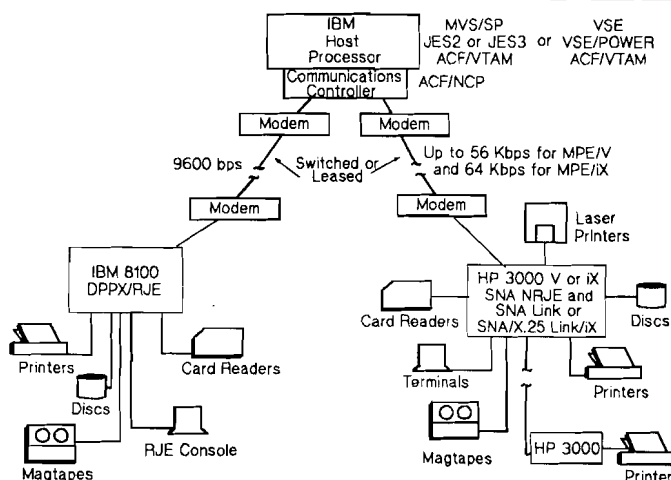 IBM
Host
Processor
MVS/SP
JES2 or JES3
ACF/VTAM
or
VSE
VSE/POWER
ACF/VTAM
Communications
Controller
ACF/NCP
Modem
Modem
9600 bps
Switched or
Leased
Up to 56 Kbps for MPE/V
and 64 Kbps for MPE/iX
Modem
Modem
Laser
Printers
IBM 8100
DPPX/RJE
HP 3000 V or iX
SNA NRJE and
SNA Link or
SNA/X.25 Link/iX
Card Readers
Discs
Printers
Card Readers
Terminals
Printers
Discs
RJE Console
Magtapes
Magtapes
HP 3000
Printer